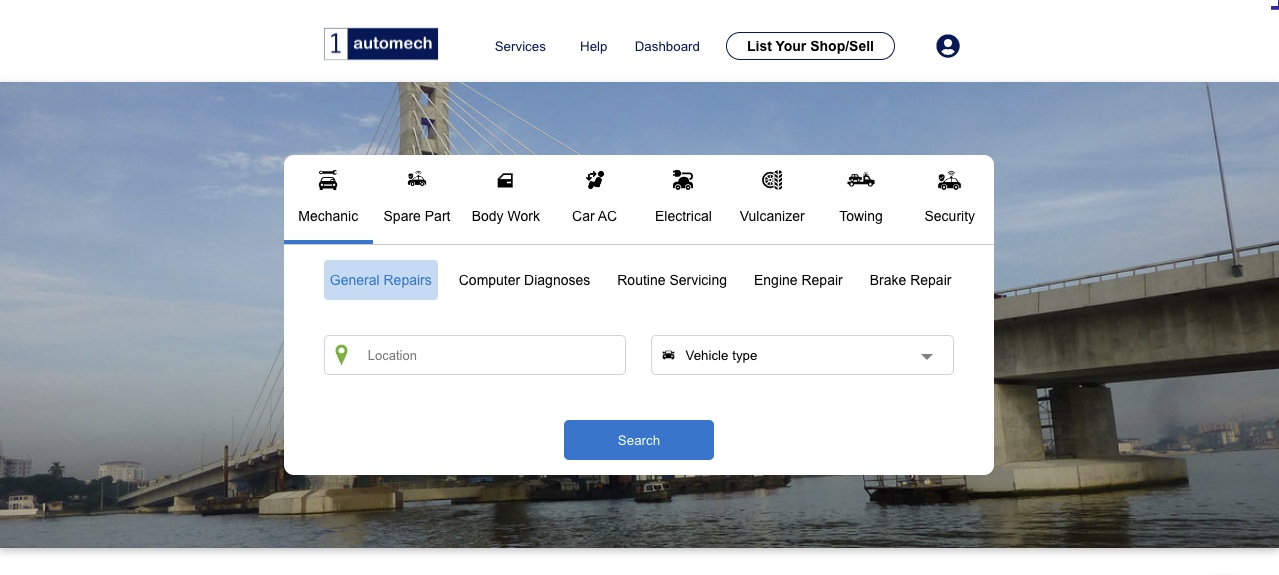 1 automech
Services Help Dashboard List Your Shop/Sell
Mechanic Spare Part Body Work Car AC Electrical Vulcanizer Towing Security
General Repairs Computer Diagnoses Routine Servicing Engine Repair Brake Repair
Location Vehicle type
Search